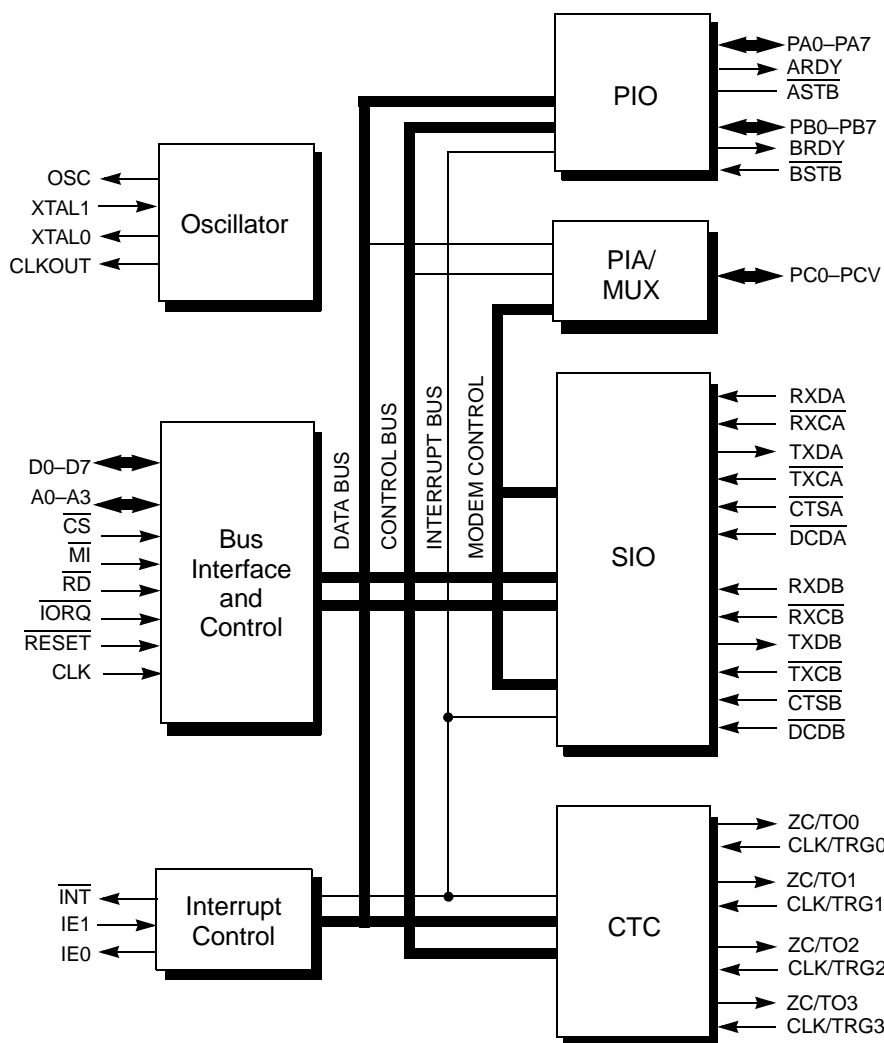 PIO
PA0–PA7
ARDY
ASTB
PB0–PB7
BRDY
BSTB
OSC
XTAL1
XTAL0
CLKOUT
Oscillator
PIA/
MUX
PC0–PCV
DATA BUS
CONTROL BUS
INTERRUPT BUS
MODEM CONTROL
D0–D7
A0–A3
CS
MI
RD
IORQ
RESET
CLK
Bus
Interface
and
Control
SIO
RXDA
RXCA
TXDA
TXCA
CTSA
DCDA
RXDB
RXCB
TXDB
TXCB
CTSB
DCDB
INT
IE1
IE0
Interrupt
Control
CTC
ZC/TO0
CLK/TRG0
ZC/TO1
CLK/TRG1
ZC/TO2
CLK/TRG2
ZC/TO3
CLK/TRG3